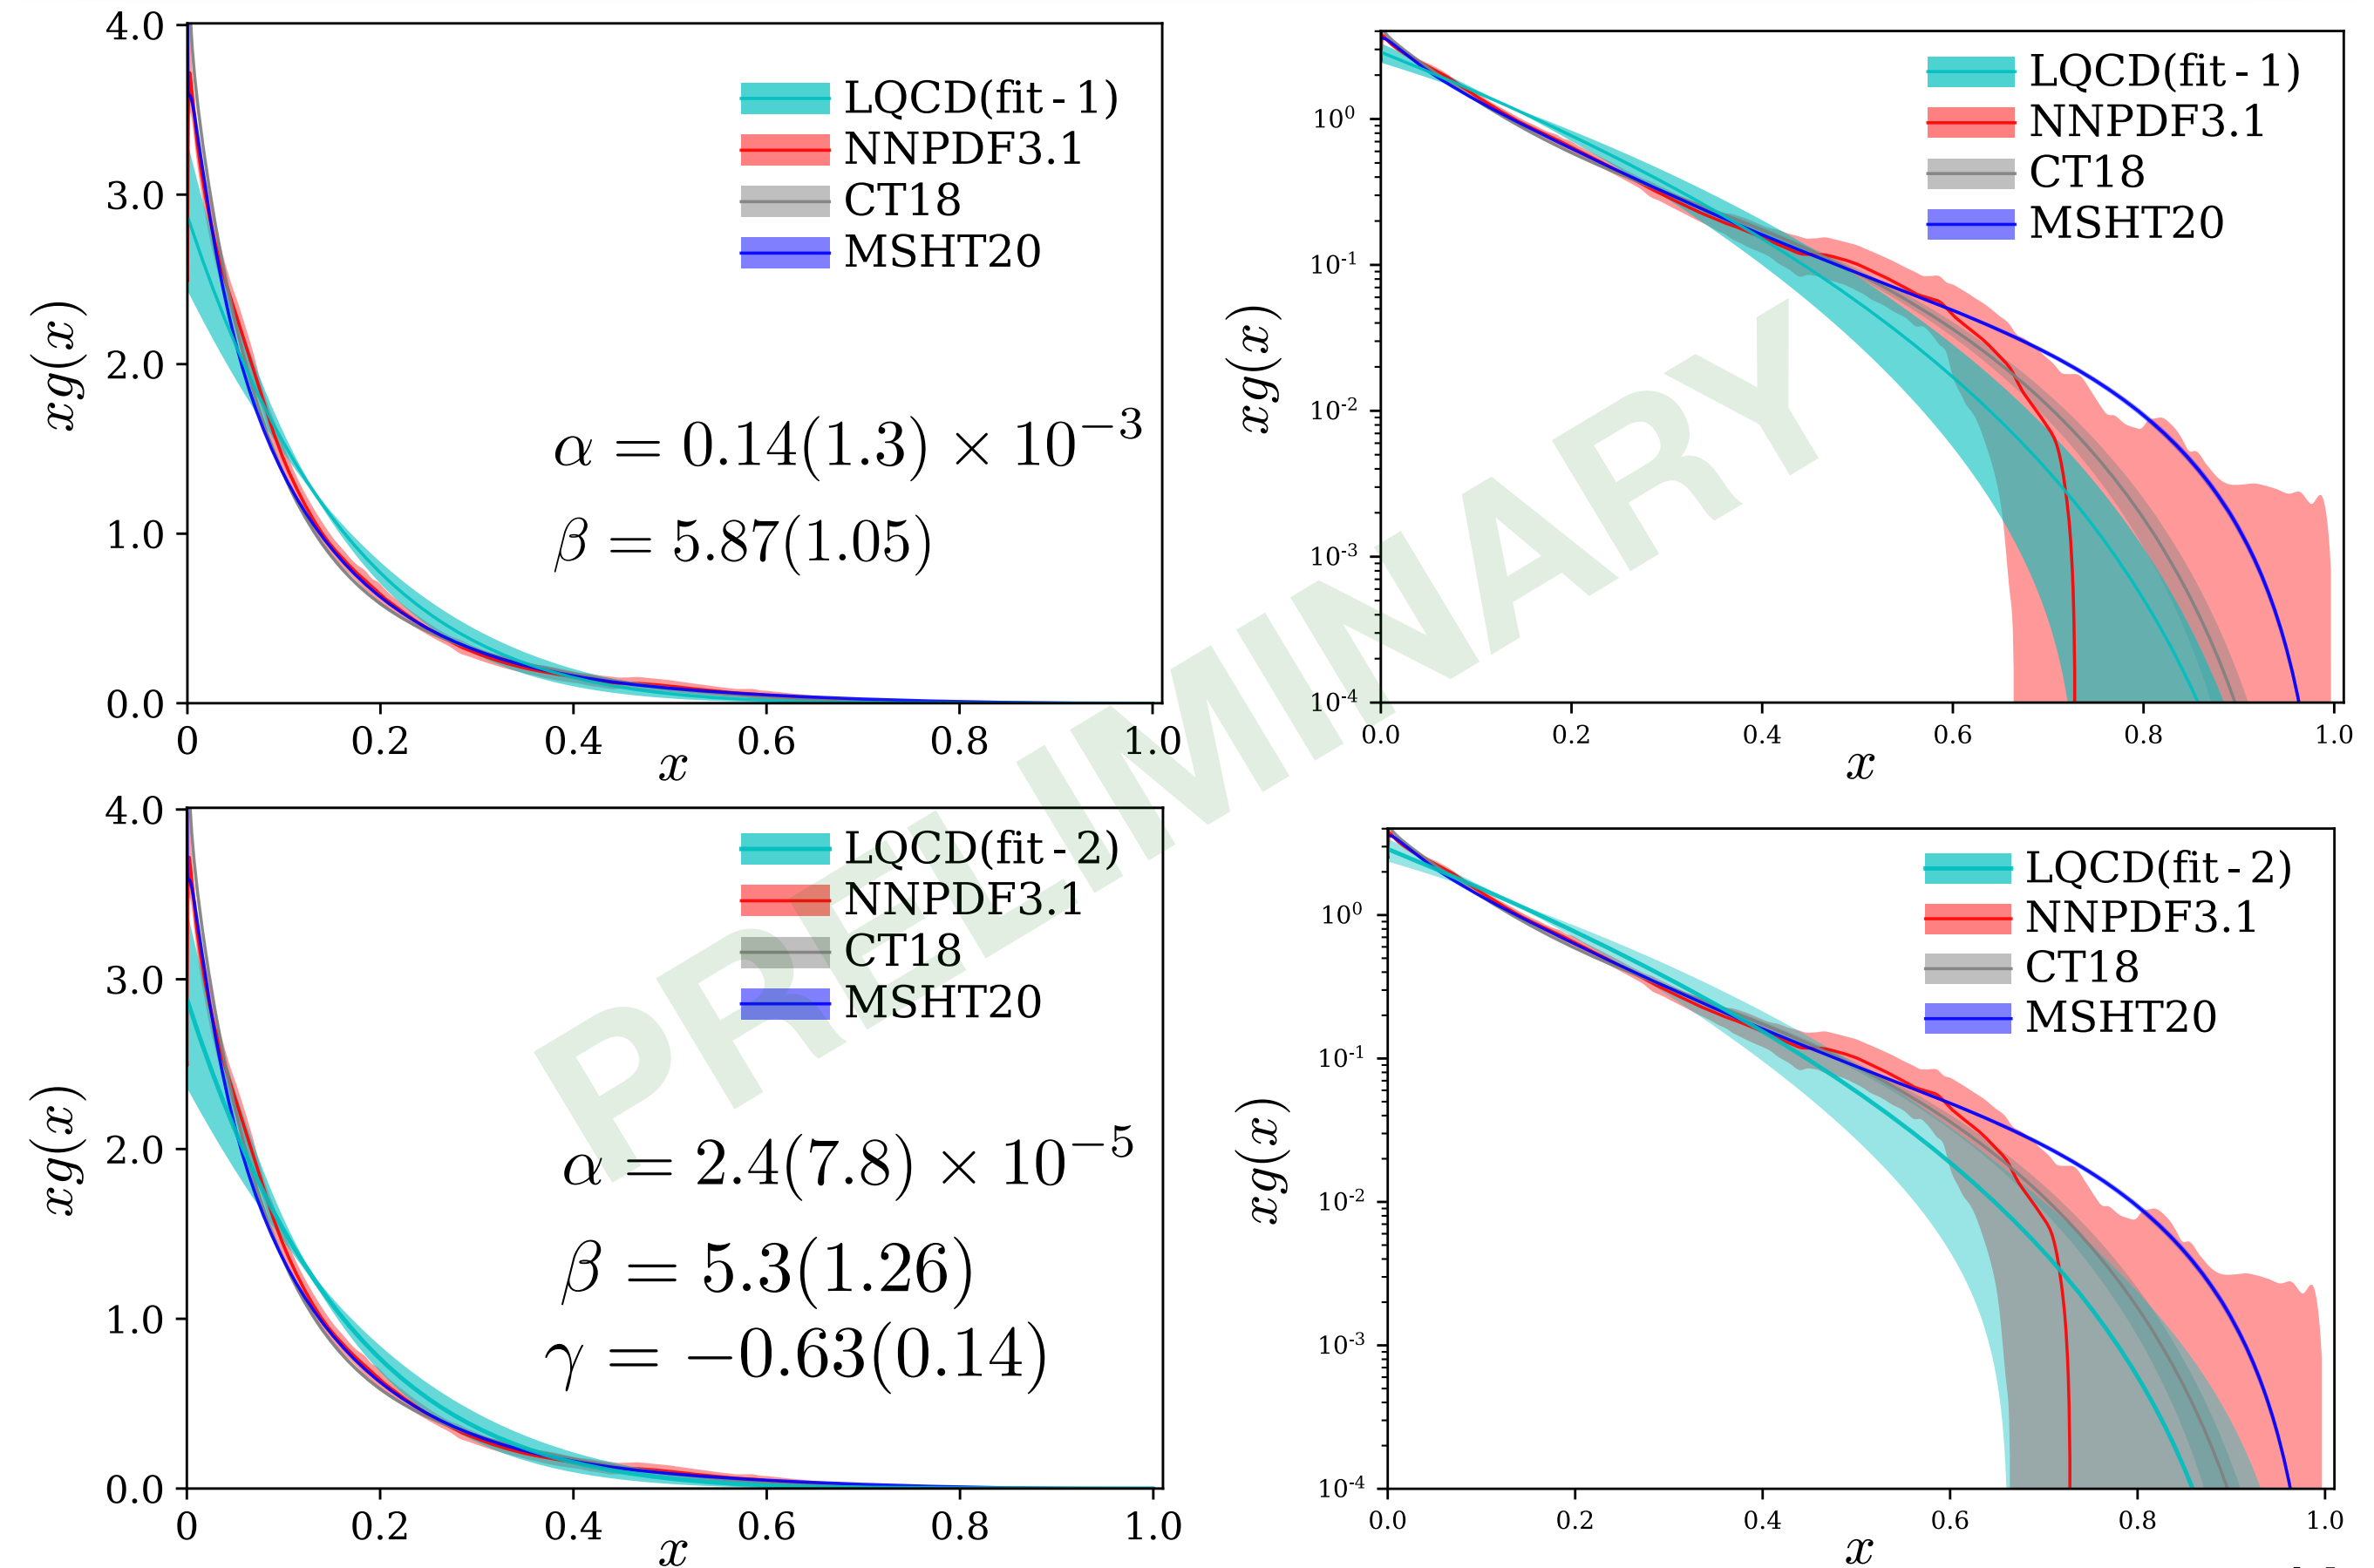 4.0
3.0
2.0
1.0
0.0
0 0.2 0.4 0.6 0.8 1.0
xg(x)
x
LQCD(fit - 1)
NNPDF3.1
CT18
MSHT20
α = 0.14(1.3) × 10⁻³
β = 5.87(1.05)
10⁰
10⁻¹
10⁻²
10⁻³
10⁻⁴
0.0 0.2 0.4 0.6 0.8 1.0
xg(x)
x
LQCD(fit - 1)
NNPDF3.1
CT18
MSHT20
PRELIMINARY
4.0
3.0
2.0
1.0
0.0
0 0.2 0.4 0.6 0.8 1.0
xg(x)
x
LQCD(fit - 2)
NNPDF3.1
CT18
MSHT20
α = 2.4(7.8) × 10⁻⁵
β = 5.3(1.26)
γ = −0.63(0.14)
10⁰
10⁻¹
10⁻²
10⁻³
10⁻⁴
0.0 0.2 0.4 0.6 0.8 1.0
xg(x)
x
LQCD(fit - 2)
NNPDF3.1
CT18
MSHT20